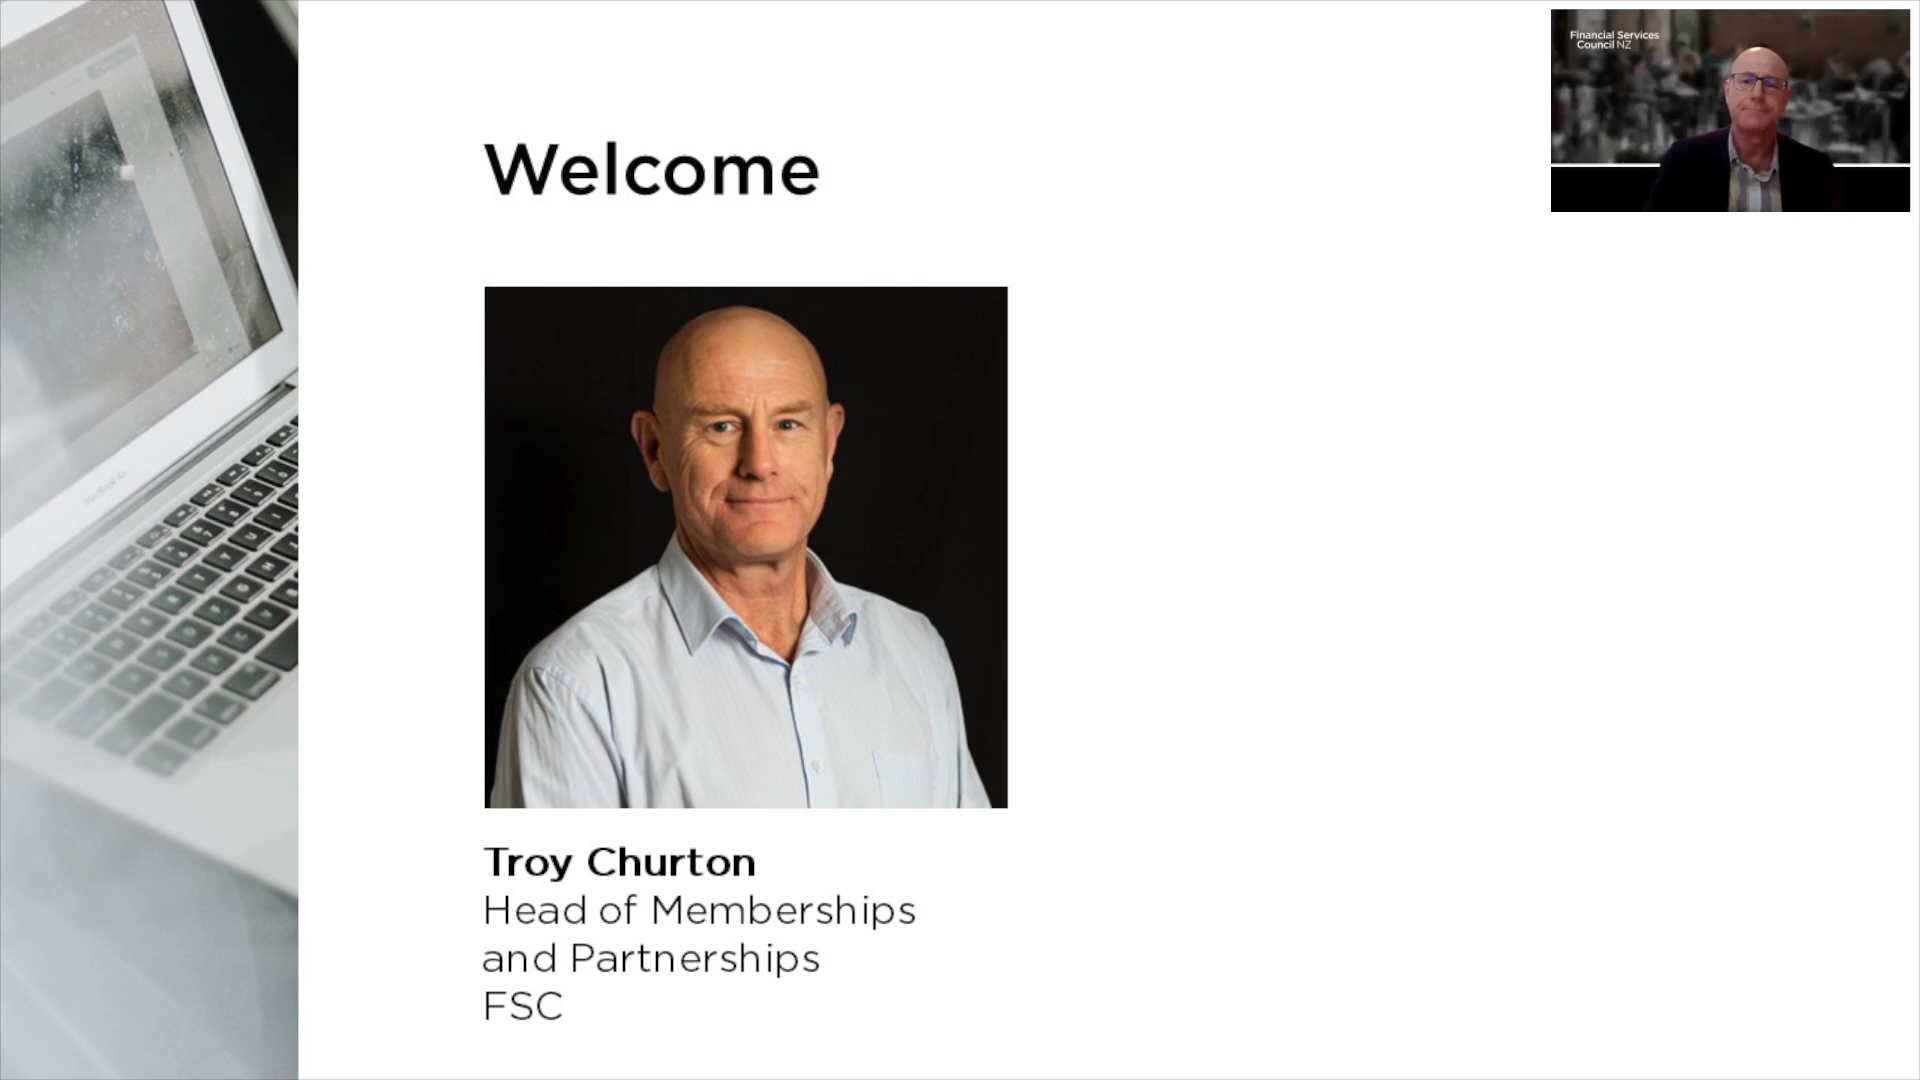 Financial Services
Council NZ
Welcome
Troy Churton
Head of Memberships
and Partnerships
FSC